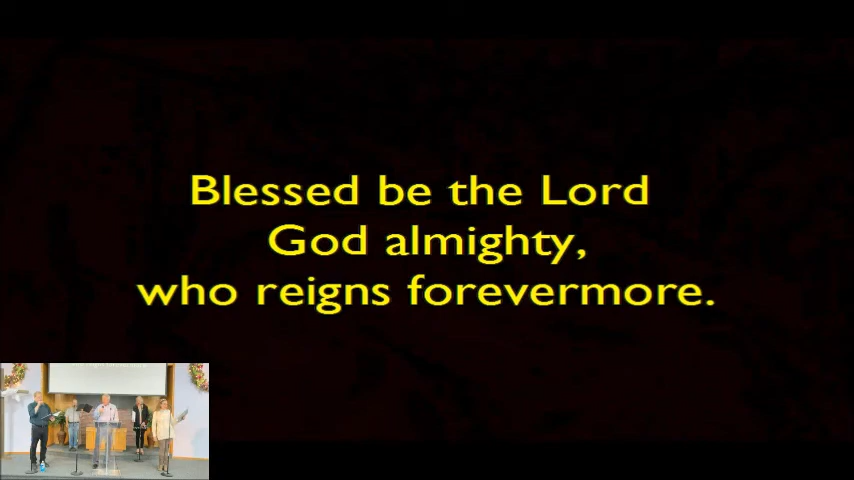 Blessed be the Lord
God almighty,
who reigns forevermore.